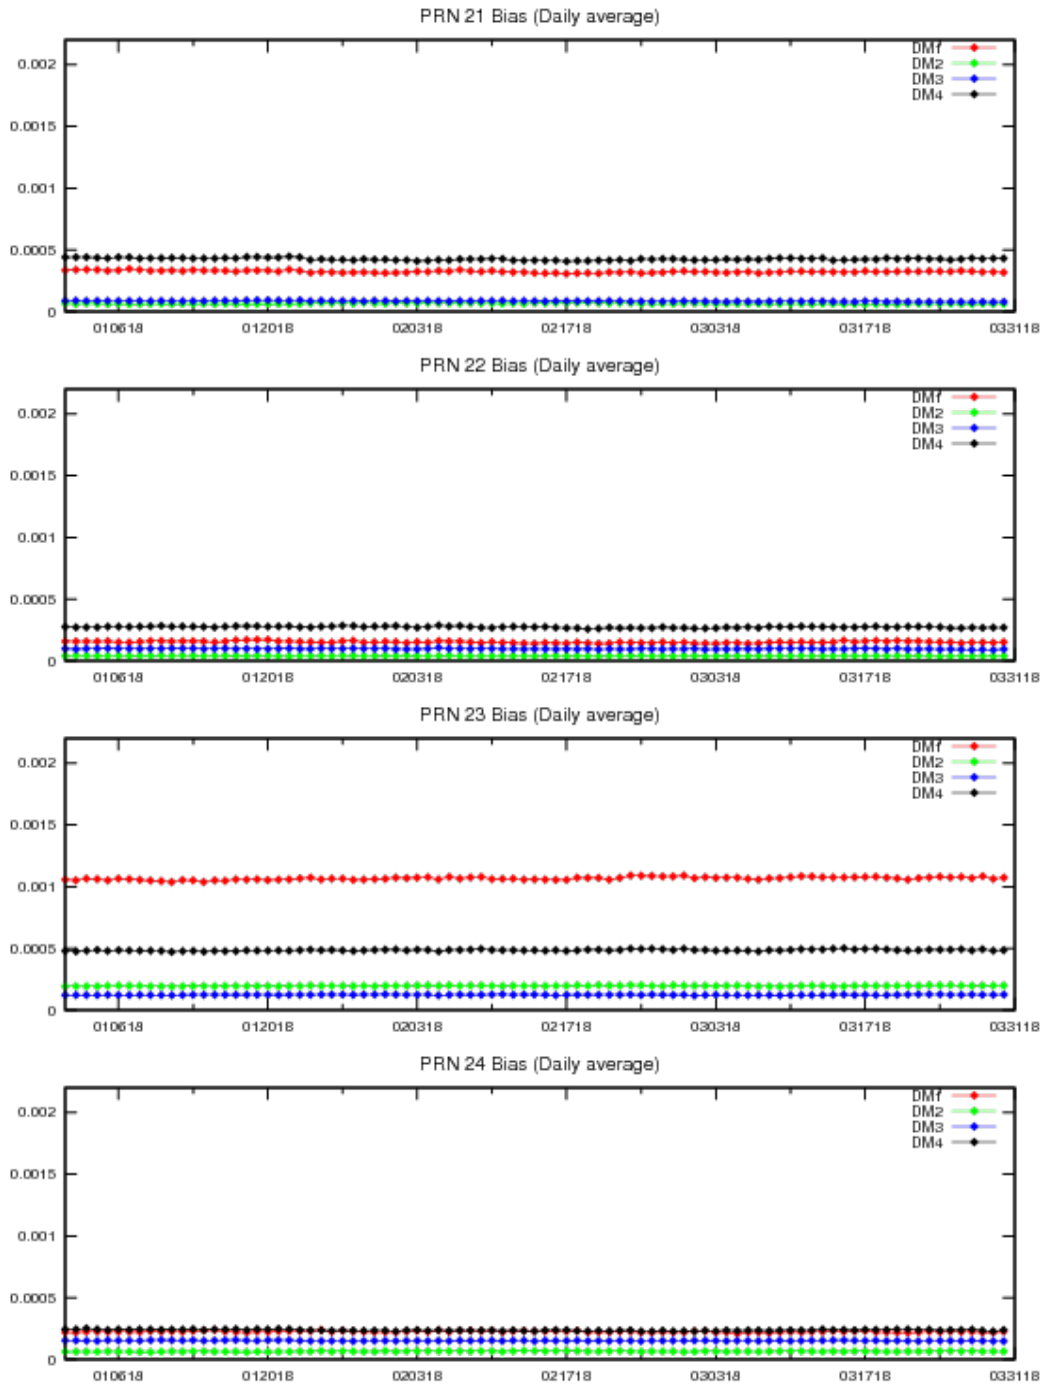 PRN 21 Bias (Daily average)
DM1
0.002
DM2
DM3
DM4
0.0015
0.001
0.0005
0
010618 012018 020318 021718 030318 031718 033118
PRN 22 Bias (Daily average)
DM1
0.002
DM2
DM3
DM4
0.0015
0.001
0.0005
0
010618 012018 020318 021718 030318 031718 033118
PRN 23 Bias (Daily average)
DM1
0.002
DM2
DM3
DM4
0.0015
0.001
0.0005
0
010618 012018 020318 021718 030318 031718 033118
PRN 24 Bias (Daily average)
DM1
0.002
DM2
DM3
DM4
0.0015
0.001
0.0005
0
010618 012018 020318 021718 030318 031718 033118